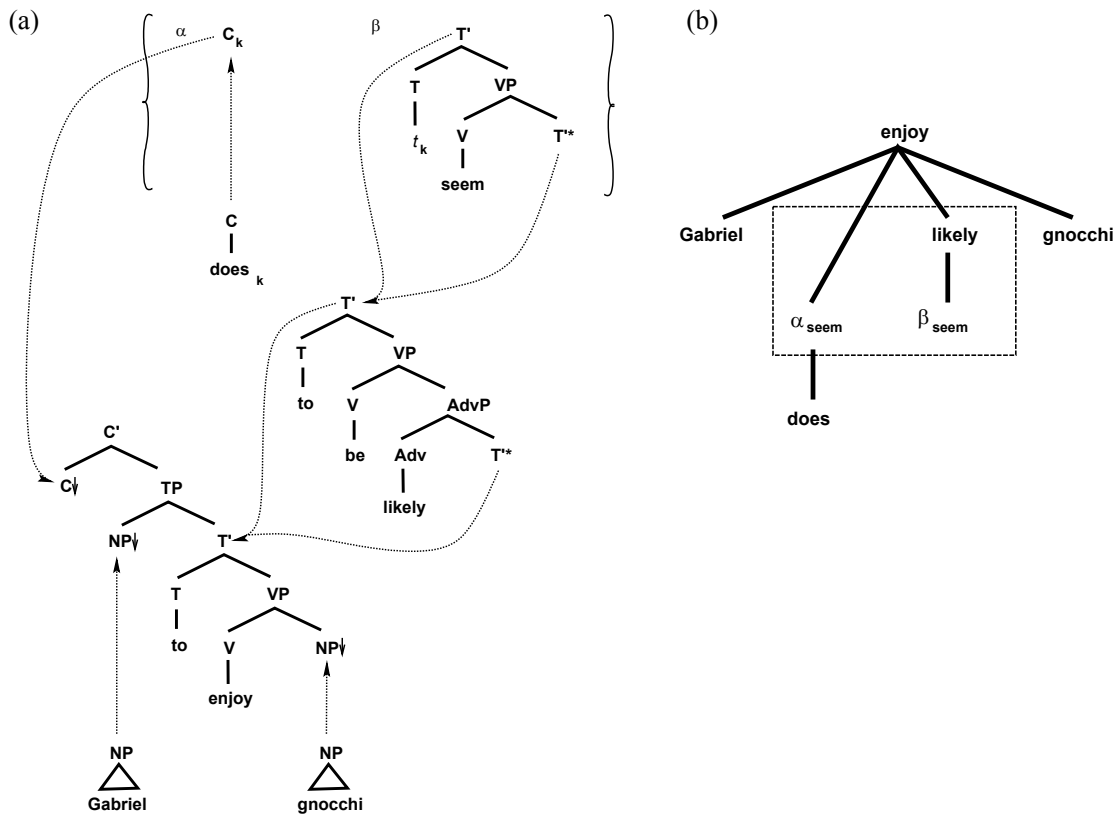 (a)
α C_k
β T'
T VP
t_k V T'*
seem
C
does_k
T'
T VP
to V AdvP
be Adv T'*
likely
C'
C↓ TP
NP↓ T'
T VP
to V NP↓
enjoy
NP NP
Gabriel gnocchi
(b)
enjoy
Gabriel likely gnocchi
α_seem β_seem
does